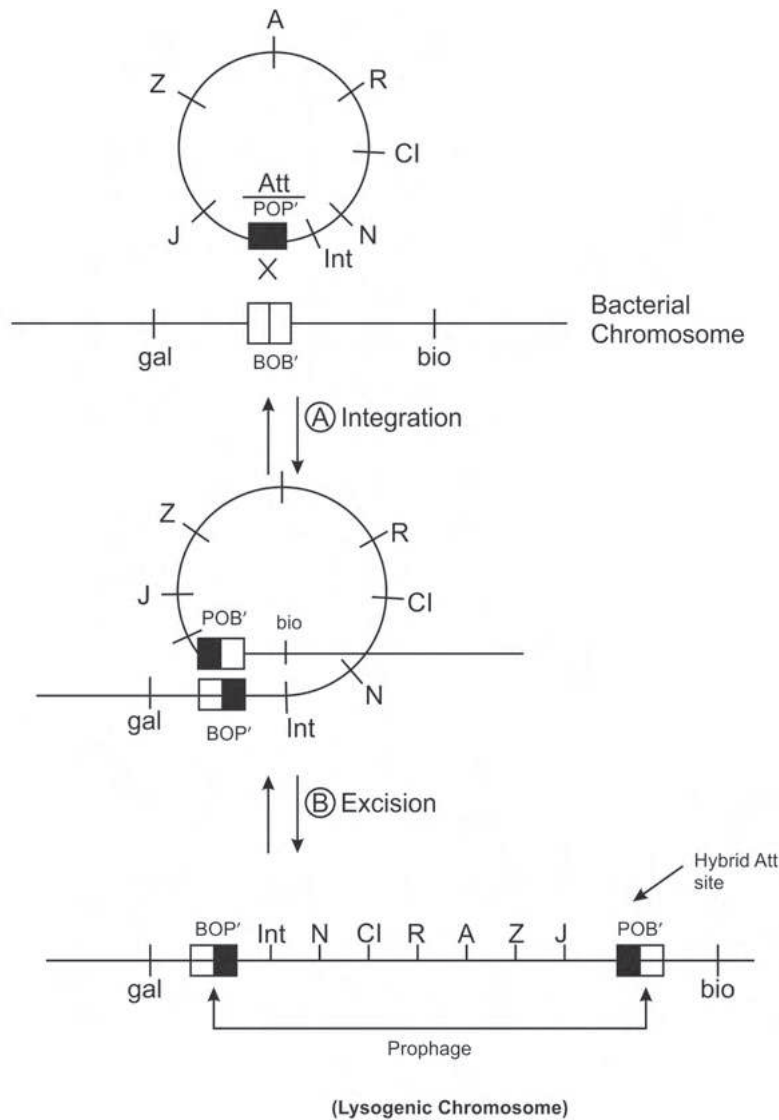 A
Z
R
CI
Att
POP'
J
N
Int
X
Bacterial
Chromosome
gal
BOB'
bio
A Integration
Z
R
J
CI
POB'
bio
N
gal
BOP'
Int
B Excision
Hybrid Att
site
BOP'
Int N CI R A Z J
POB'
gal
bio
Prophage
(Lysogenic Chromosome)